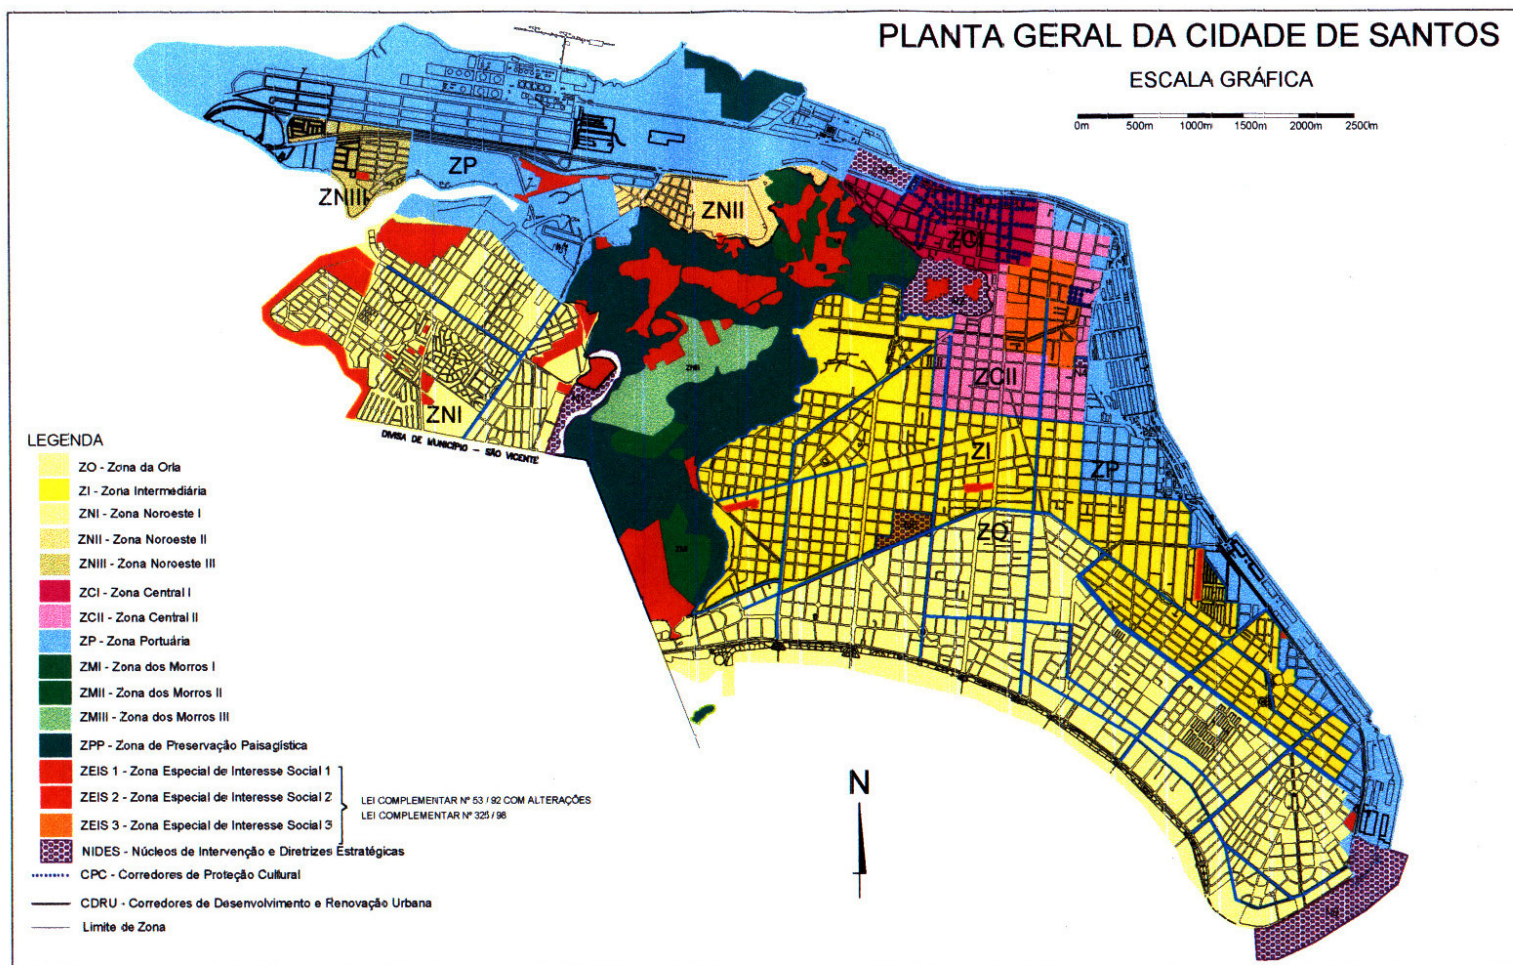 PLANTA GERAL DA CIDADE DE SANTOS
ESCALA GRÁFICA
0m 500m 1000m 1500m 2000m 2500m
ZP
ZNIII
ZNII
ZCI
ZCII
ZNI
DIVISA DE MUNICÍPIO - SÃO VICENTE
ZI
ZP
ZO
N
LEGENDA
ZO - Zona da Orla
ZI - Zona Intermediária
ZNI - Zona Noroeste I
ZNII - Zona Noroeste II
ZNIII - Zona Noroeste III
ZCI - Zona Central I
ZCII - Zona Central II
ZP - Zona Portuária
ZMI - Zona dos Morros I
ZMII - Zona dos Morros II
ZMIII - Zona dos Morros III
ZPP - Zona de Preservação Paisagística
ZEIS 1 - Zona Especial de Interesse Social 1
ZEIS 2 - Zona Especial de Interesse Social 2
ZEIS 3 - Zona Especial de Interesse Social 3
LEI COMPLEMENTAR Nº 53 / 92 COM ALTERAÇÕES
LEI COMPLEMENTAR Nº 325 / 98
NIDES - Núcleos de Intervenção e Diretrizes Estratégicas
CPC - Corredores de Proteção Cultural
CDRU - Corredores de Desenvolvimento e Renovação Urbana
Limite de Zona